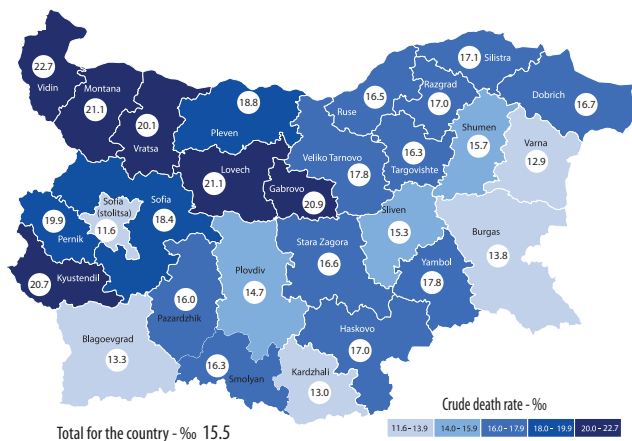 22.7
Vidin
Montana
21.1
20.1
Vratsa
18.8
Pleven
Lovech
21.1
Gabrovo
20.9
Veliko Tarnovo
17.8
Ruse
16.5
Razgrad
17.0
17.1 Silistra
Dobrich
16.7
16.3
Targovishte
Shumen
15.7
Varna
12.9
Sofia
(stolitsa)
11.6
Sofia
18.4
19.9
Pernik
20.7
Kyustendil
Blagoevgrad
13.3
16.0
Pazardzhik
Plovdiv
14.7
16.3
Smolyan
Stara Zagora
16.6
Sliven
15.3
Burgas
13.8
Yambol
17.8
Haskovo
17.0
Kardzhali
13.0
Total for the country - ‰ 15.5
Crude death rate - ‰
11.6 - 13.9 14.0 - 15.9 16.0 - 17.9 18.0 - 19.9 20.0 - 22.7